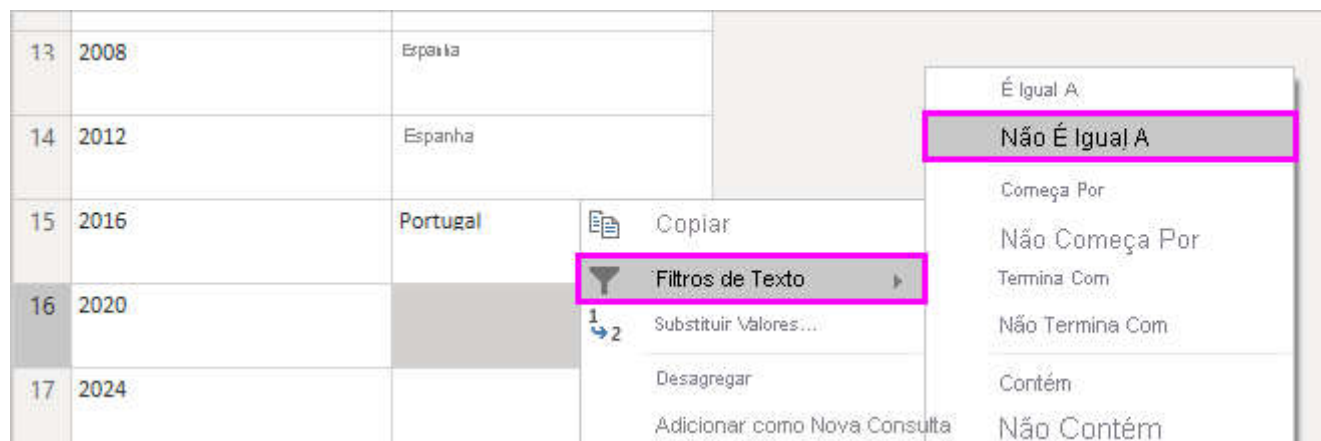 13 2008 Espanha
14 2012 Espanha
15 2016 Portugal
16 2020
17 2024
Copiar
Filtros de Texto
1 2
Substituir Valores...
Desagregar
Adicionar como Nova Consulta
É Igual A
Não É Igual A
Começa Por
Não Começa Por
Termina Com
Não Termina Com
Contém
Não Contém